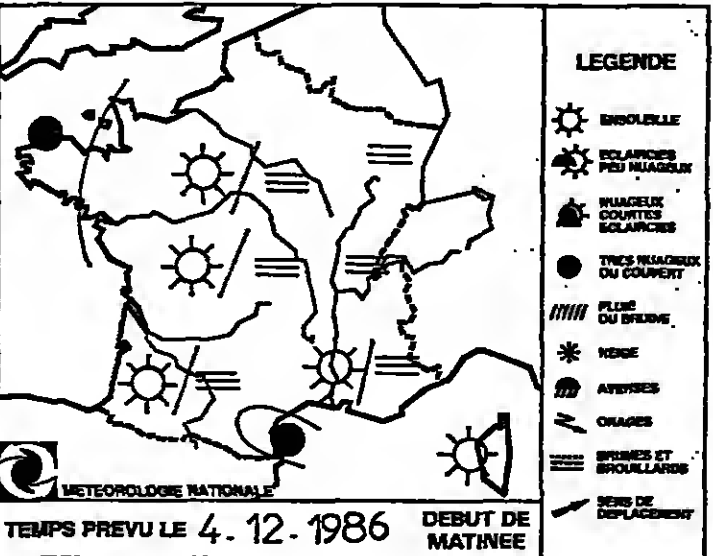 METEOROLOGIE NATIONALE
TEMPS PREVU LE 4-12-1986 DEBUT DE
MATINEE
LEGENDE
ENSOLEILLE
ECLAIRCIES
PEU NUAGEUX
NUAGEUX
COURTES
ECLAIRCIES
TRES NUAGEUX
OU COUVERT
PLUIE
OU BRUINE
NEIGE
AVERSES
ORAGES
BRUMES ET
BROUILLARDS
SENS DE
DEPLACEMENT